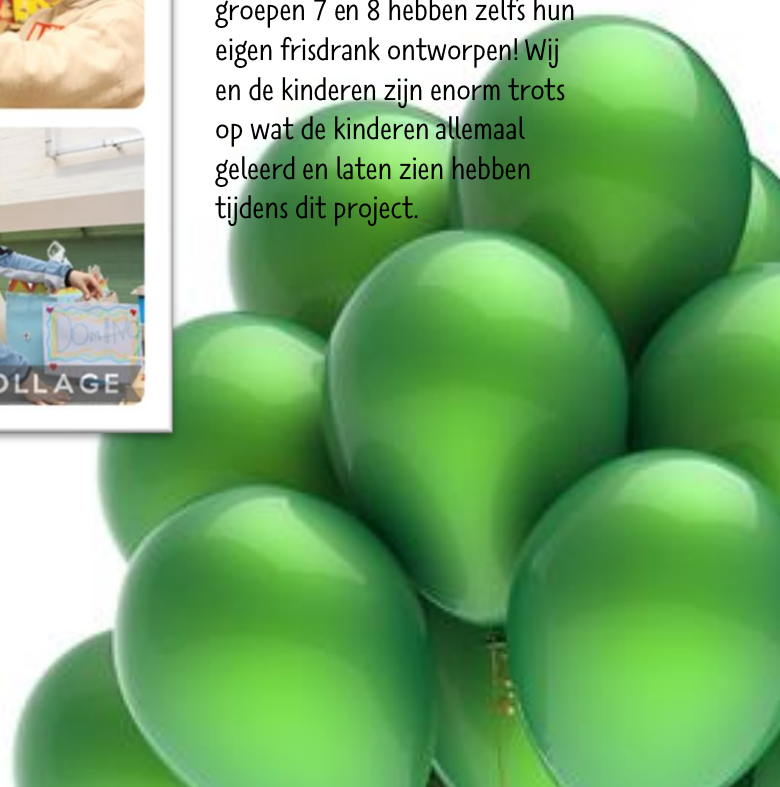 groepen 7 en 8 hebben zelfs hun
eigen frisdrank ontworpen! Wij
en de kinderen zijn enorm trots
op wat de kinderen allemaal
geleerd en laten zien hebben
tijdens dit project.
OLLAGE